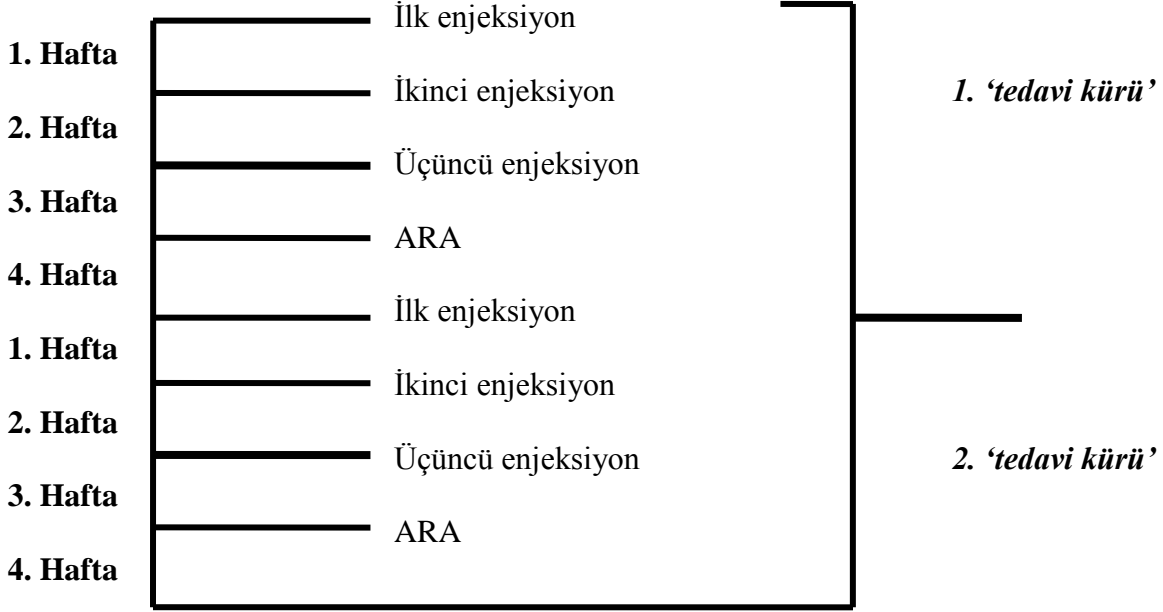 İlk enjeksiyon
1. Hafta
İkinci enjeksiyon
1. ‘tedavi kürü’
2. Hafta
Üçüncü enjeksiyon
3. Hafta
ARA
4. Hafta
İlk enjeksiyon
1. Hafta
İkinci enjeksiyon
2. Hafta
Üçüncü enjeksiyon
2. ‘tedavi kürü’
3. Hafta
ARA
4. Hafta